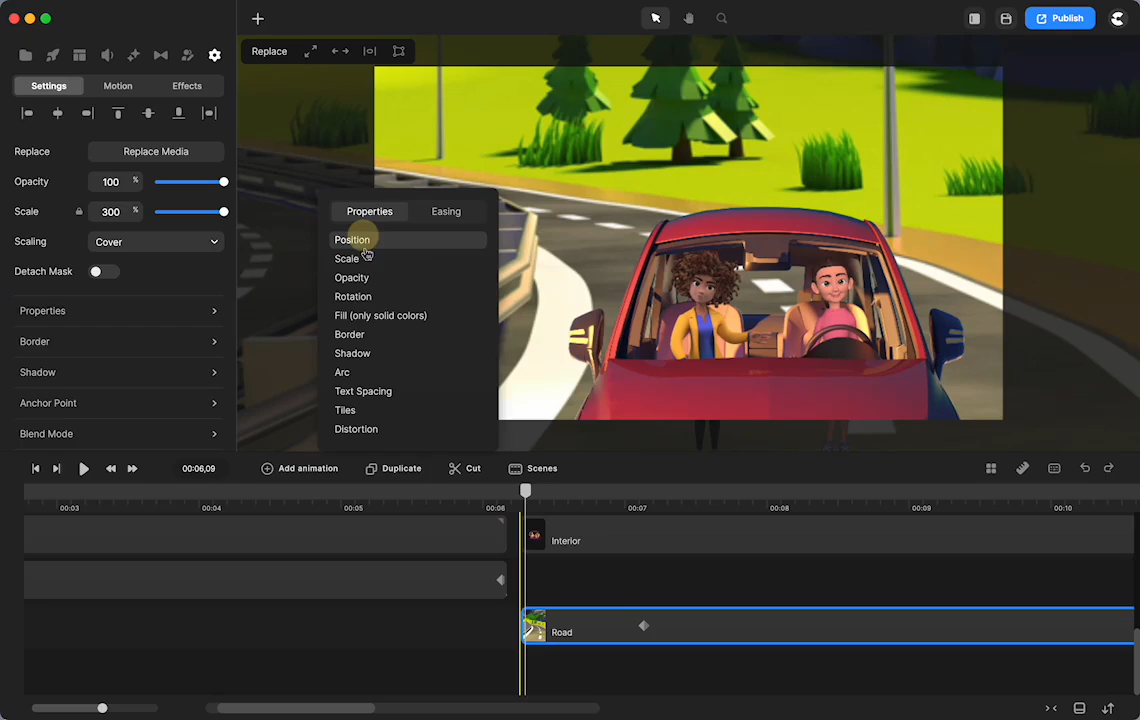 Publish
Replace
Settings
Motion
Effects
Replace
Replace Media
Opacity
100 %
Scale
300 %
Scaling
Cover
Detach Mask
Properties
Border
Shadow
Anchor Point
Blend Mode
Properties
Easing
Position
Scale
Opacity
Rotation
Fill (only solid colors)
Border
Shadow
Arc
Text Spacing
Tiles
Distortion
00:06,09
Add animation
Duplicate
Cut
Scenes
00:03
00:04
00:05
00:06
00:07
00:08
00:09
00:10
Interior
Road